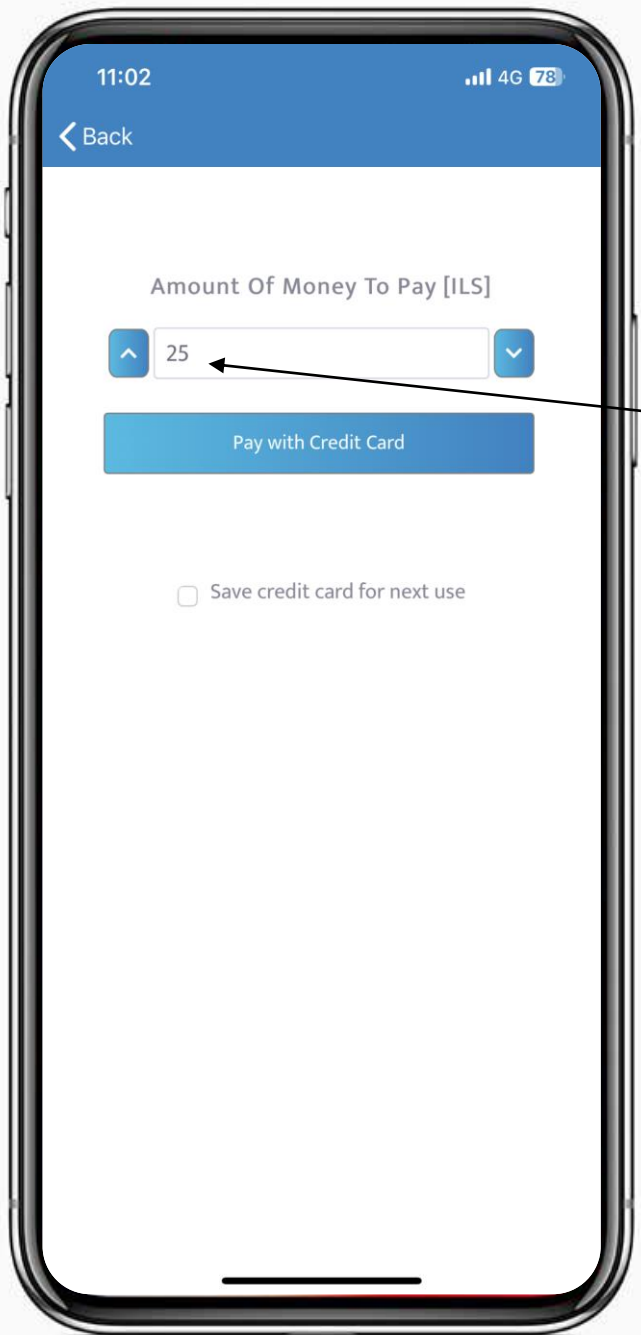 11:02
4G 78
Back
Amount Of Money To Pay [ILS]
25
Pay with Credit Card
Save credit card for next use